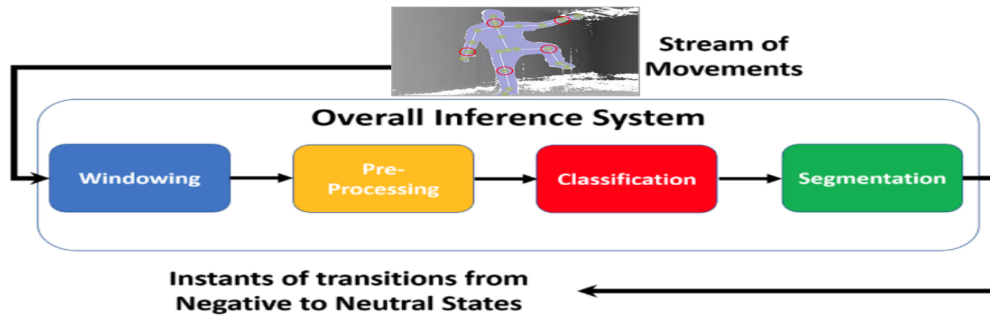 Stream of
Movements
Overall Inference System
Windowing
Pre-
Processing
Classification
Segmentation
Instants of transitions from
Negative to Neutral States